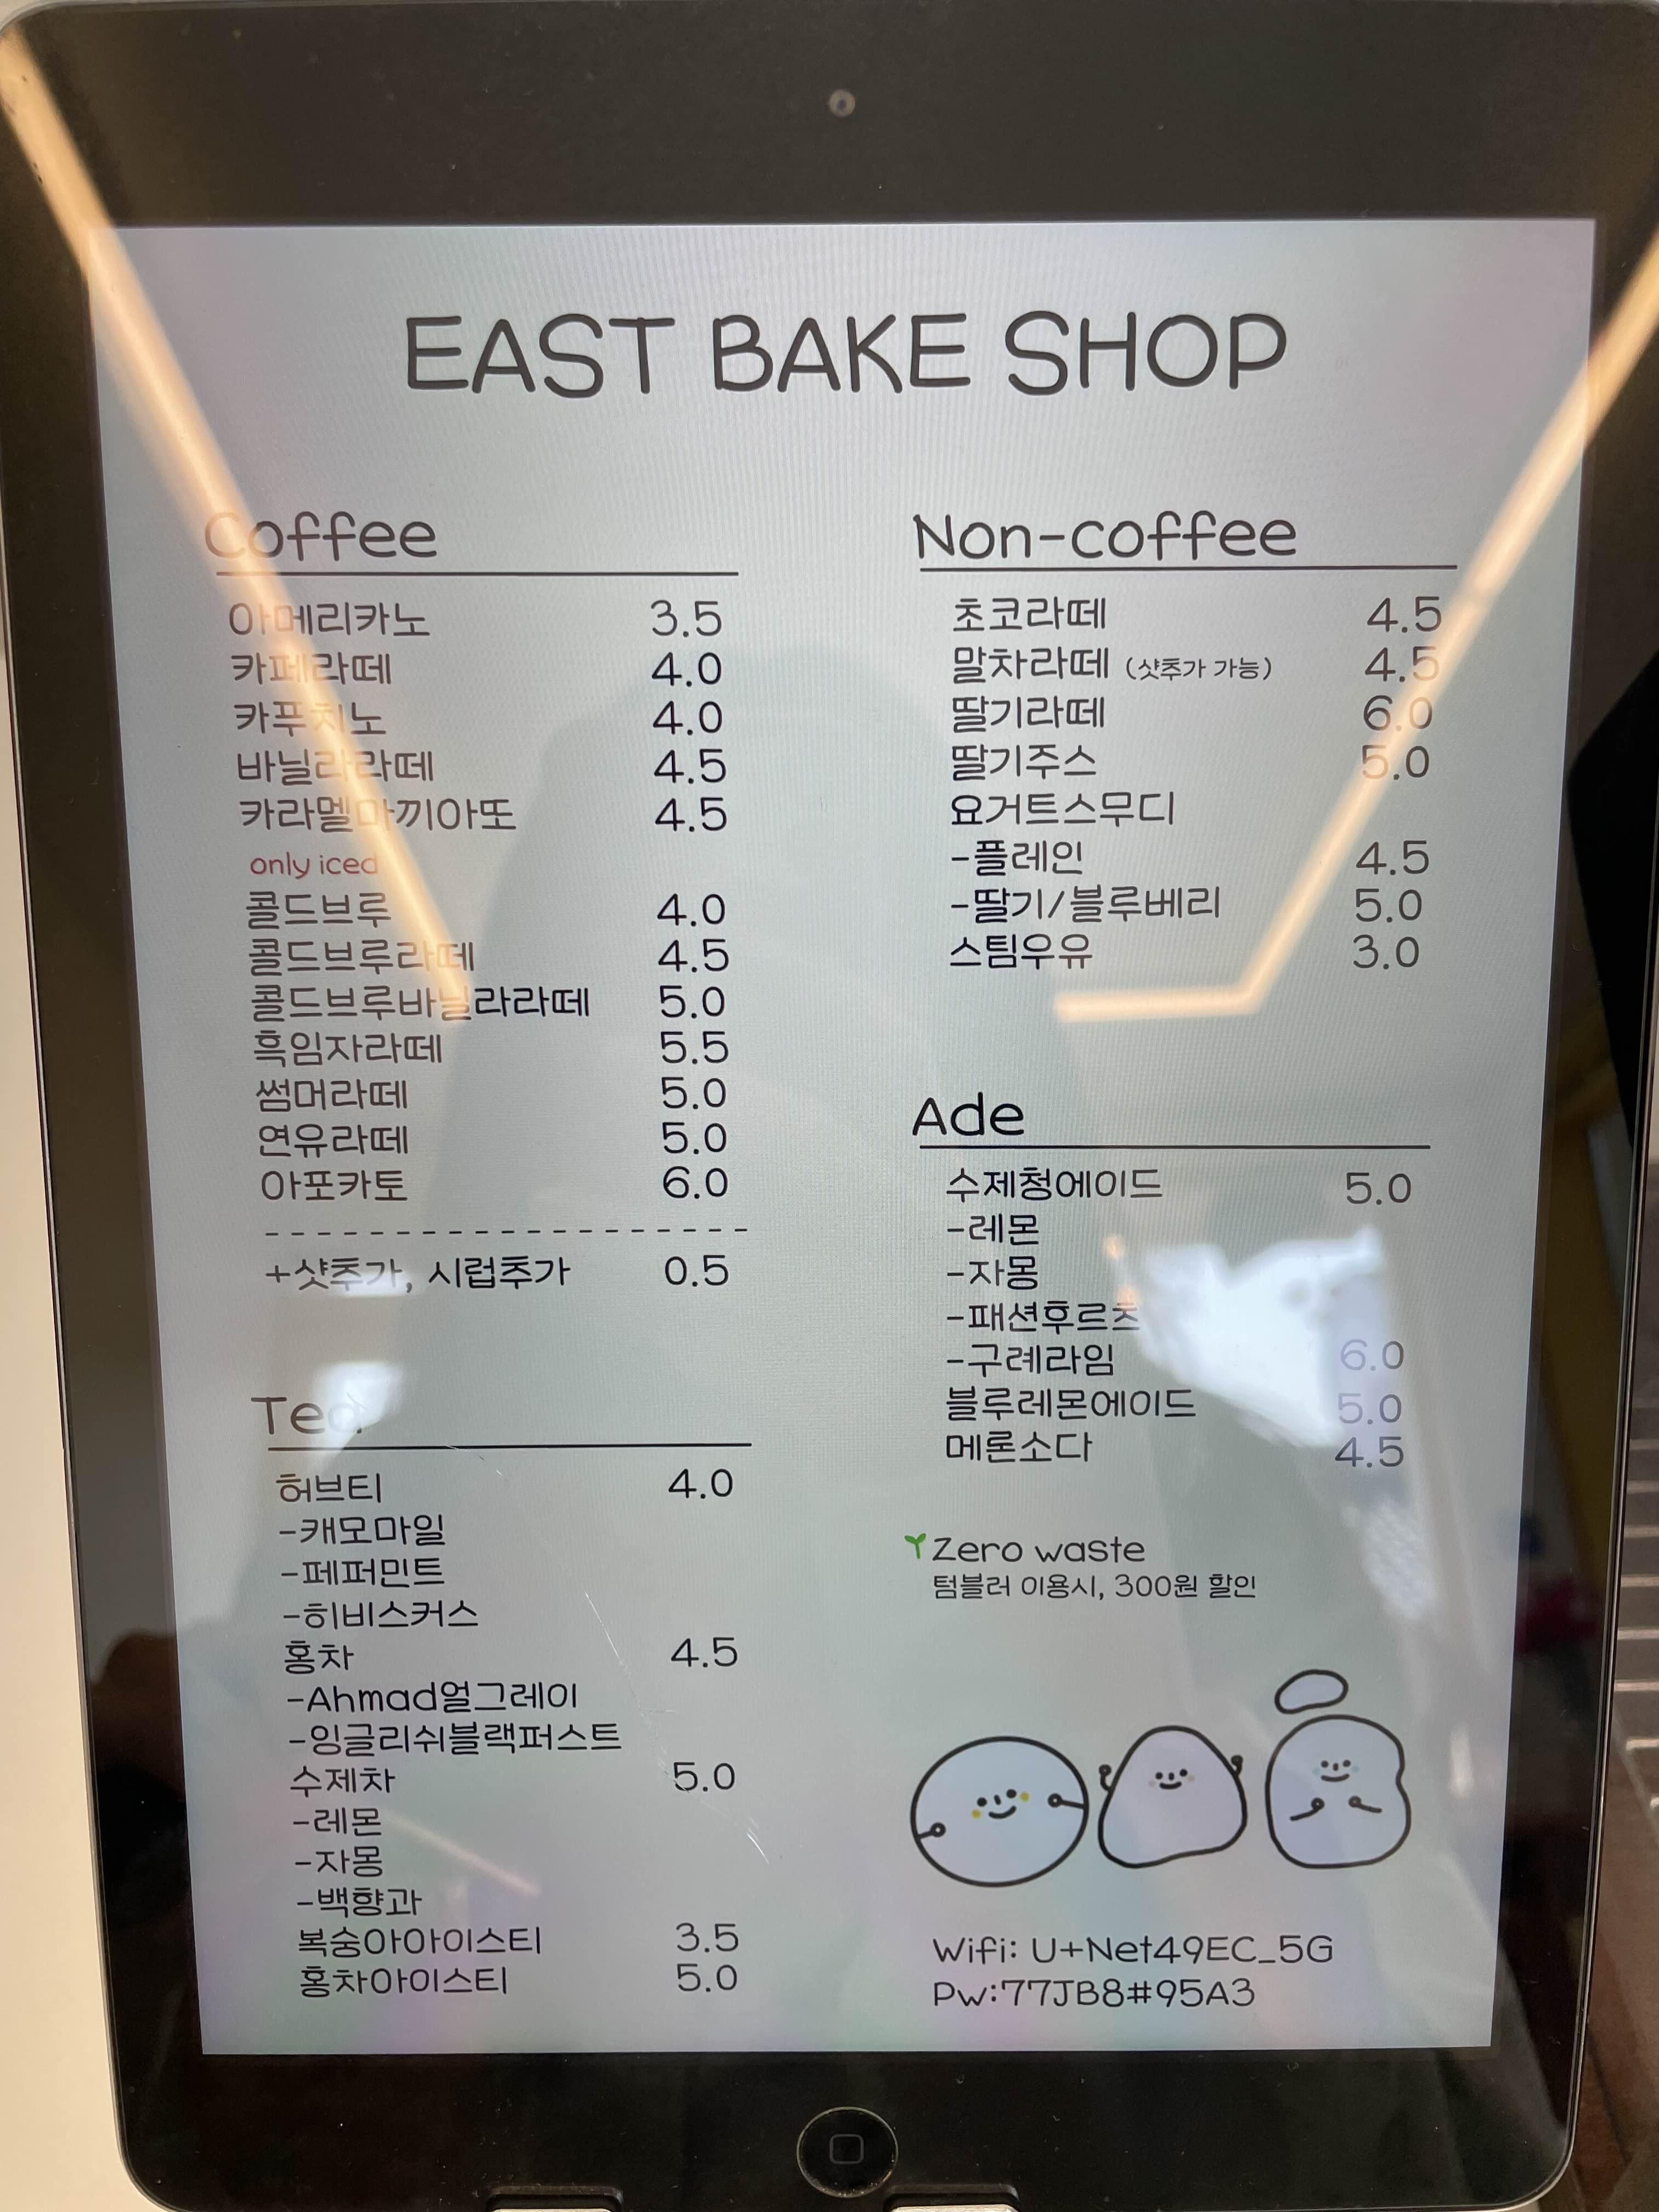 EAST BAKE SHOP
Coffee
아메리카노 3.5
카페라떼 4.0
카푸치노 4.0
바닐라라떼 4.5
카라멜마끼아또 4.5
only iced
콜드브루 4.0
콜드브루라떼 4.5
콜드브루바닐라라떼 5.0
흑임자라떼 5.5
썸머라떼 5.0
연유라떼 5.0
아포카토 6.0
+샷추가, 시럽추가 0.5
Tea
허브티 4.0
-캐모마일
-페퍼민트
-히비스커스
홍차 4.5
-Ahmad얼그레이
-잉글리쉬블랙퍼스트
수제차 5.0
-레몬
-자몽
-백향과
복숭아아이스티 3.5
홍차아이스티 5.0
Non-coffee
초코라떼 4.5
말차라떼 (샷추가 가능) 4.5
딸기라떼 6.0
딸기주스 5.0
요거트스무디
-플레인 4.5
-딸기/블루베리 5.0
스팀우유 3.0
Ade
수제청에이드 5.0
-레몬
-자몽
-패션후르츠
-구례라임 6.0
블루레몬에이드 5.0
메론소다 4.5
Zero waste
텀블러 이용시, 300원 할인
Wifi: U+Net49EC_5G
Pw:77JB8#95A3